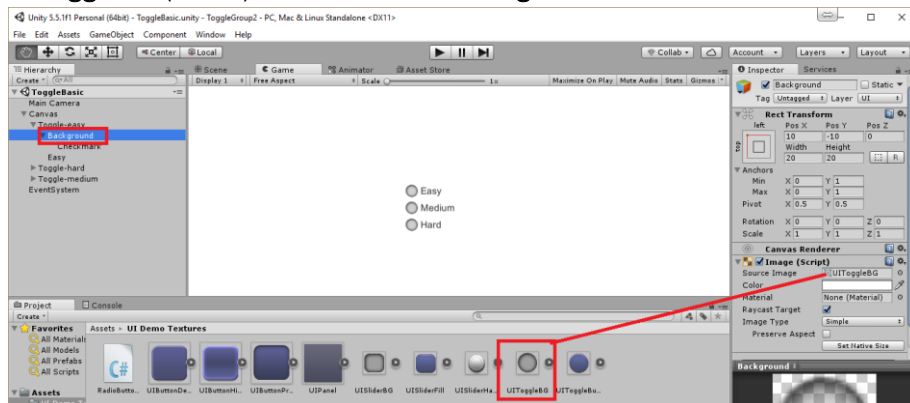 Unity 5.5.1f1 Personal (64bit) - ToggleBasic.unity - ToggleGroup2 - PC, Mac & Linux Standalone <DX11>
File Edit Assets GameObject Component Window Help
Center Local Collab Account Layers Layout
Hierarchy Scene Game Animator Asset Store Inspector Services
Create All Display 1 Free Aspect Scale 1x Maximize On Play Mute Audio Stats Gizmos Background Static
ToggleBasic Tag Untagged Layer UI
Main Camera
Canvas Rect Transform
Toggle-easy left Pos X Pos Y Pos Z
Background top 10 -10 0
Checkmark Width Height
Easy 20 20 R
Toggle-hard Anchors
Toggle-medium Min X 0 Y 1
EventSystem Max X 0 Y 1
Easy Pivot X 0.5 Y 0.5
Medium Rotation X 0 Y 0 Z 0
Hard Scale X 1 Y 1 Z 1
Canvas Renderer
Image (Script)
Source Image UIToggleBG
Color
Project Console Material None (Material)
Create Raycast Target
Favorites Assets UI Demo Textures Image Type Simple
All Materials Preserve Aspect
All Models Set Native Size
All Prefabs
All Scripts Background
C#
RadioButto... UIButtonDe... UIButtonHi... UIButtonPr... UIPanel UISliderBG UISliderFill UISliderHa... UIToggleBG UIToggleBu...
Assets